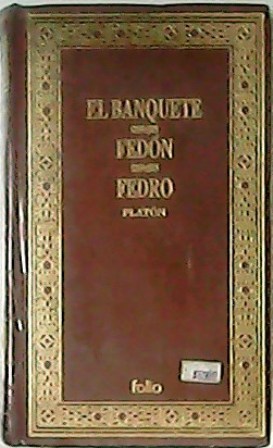 EL BANQUETE
FEDÓN
FEDRO
PLATÓN
folio